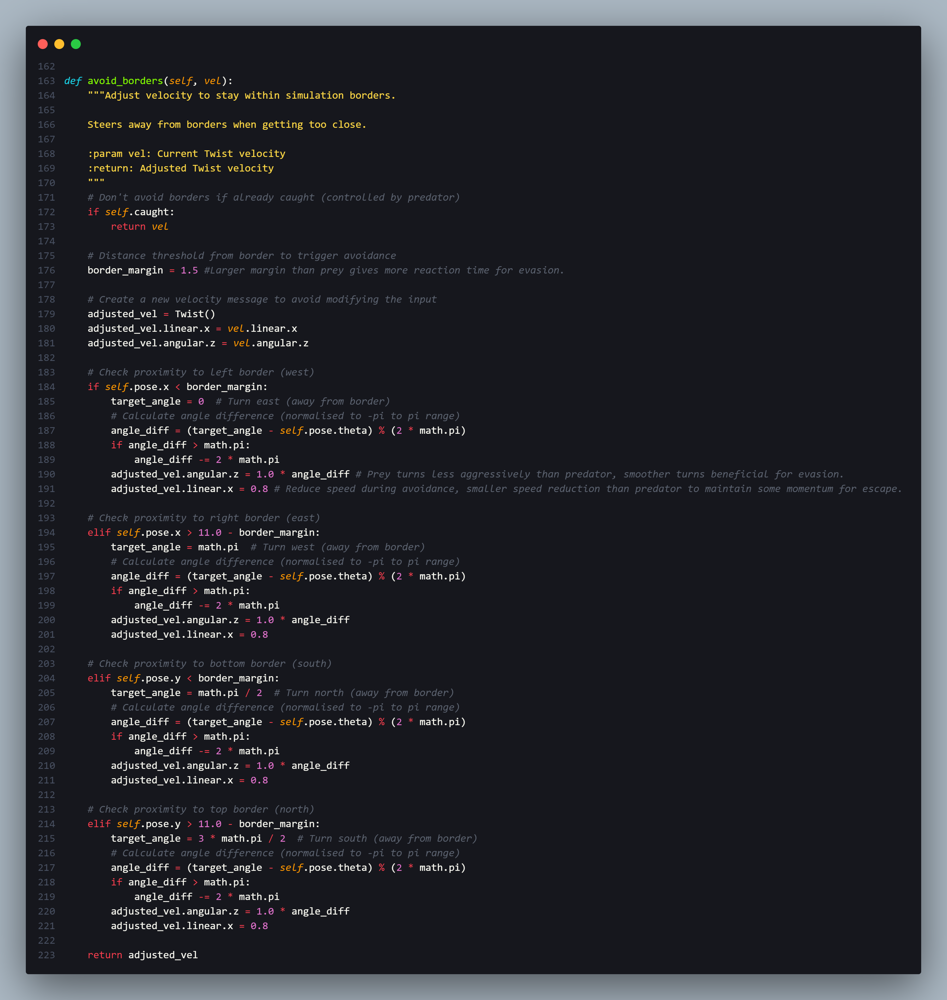 162
163 def avoid_borders(self, vel):
164     """Adjust velocity to stay within simulation borders.
165
166     Steers away from borders when getting too close.
167
168     :param vel: Current Twist velocity
169     :return: Adjusted Twist velocity
170     """
171     # Don't avoid borders if already caught (controlled by predator)
172     if self.caught:
173         return vel
174
175     # Distance threshold from border to trigger avoidance
176     border_margin = 1.5 #Larger margin than prey gives more reaction time for evasion.
177
178     # Create a new velocity message to avoid modifying the input
179     adjusted_vel = Twist()
180     adjusted_vel.linear.x = vel.linear.x
181     adjusted_vel.angular.z = vel.angular.z
182
183     # Check proximity to left border (west)
184     if self.pose.x < border_margin:
185         target_angle = 0  # Turn east (away from border)
186         # Calculate angle difference (normalised to -pi to pi range)
187         angle_diff = (target_angle - self.pose.theta) % (2 * math.pi)
188         if angle_diff > math.pi:
189             angle_diff -= 2 * math.pi
190         adjusted_vel.angular.z = 1.0 * angle_diff # Prey turns less aggressively than predator, smoother turns beneficial for evasion.
191         adjusted_vel.linear.x = 0.8 # Reduce speed during avoidance, smaller speed reduction than predator to maintain some momentum for escape.
192
193     # Check proximity to right border (east)
194     elif self.pose.x > 11.0 - border_margin:
195         target_angle = math.pi  # Turn west (away from border)
196         # Calculate angle difference (normalised to -pi to pi range)
197         angle_diff = (target_angle - self.pose.theta) % (2 * math.pi)
198         if angle_diff > math.pi:
199             angle_diff -= 2 * math.pi
200         adjusted_vel.angular.z = 1.0 * angle_diff
201         adjusted_vel.linear.x = 0.8
202
203     # Check proximity to bottom border (south)
204     elif self.pose.y < border_margin:
205         target_angle = math.pi / 2  # Turn north (away from border)
206         # Calculate angle difference (normalised to -pi to pi range)
207         angle_diff = (target_angle - self.pose.theta) % (2 * math.pi)
208         if angle_diff > math.pi:
209             angle_diff -= 2 * math.pi
210         adjusted_vel.angular.z = 1.0 * angle_diff
211         adjusted_vel.linear.x = 0.8
212
213     # Check proximity to top border (north)
214     elif self.pose.y > 11.0 - border_margin:
215         target_angle = 3 * math.pi / 2  # Turn south (away from border)
216         # Calculate angle difference (normalised to -pi to pi range)
217         angle_diff = (target_angle - self.pose.theta) % (2 * math.pi)
218         if angle_diff > math.pi:
219             angle_diff -= 2 * math.pi
220         adjusted_vel.angular.z = 1.0 * angle_diff
221         adjusted_vel.linear.x = 0.8
222
223     return adjusted_vel